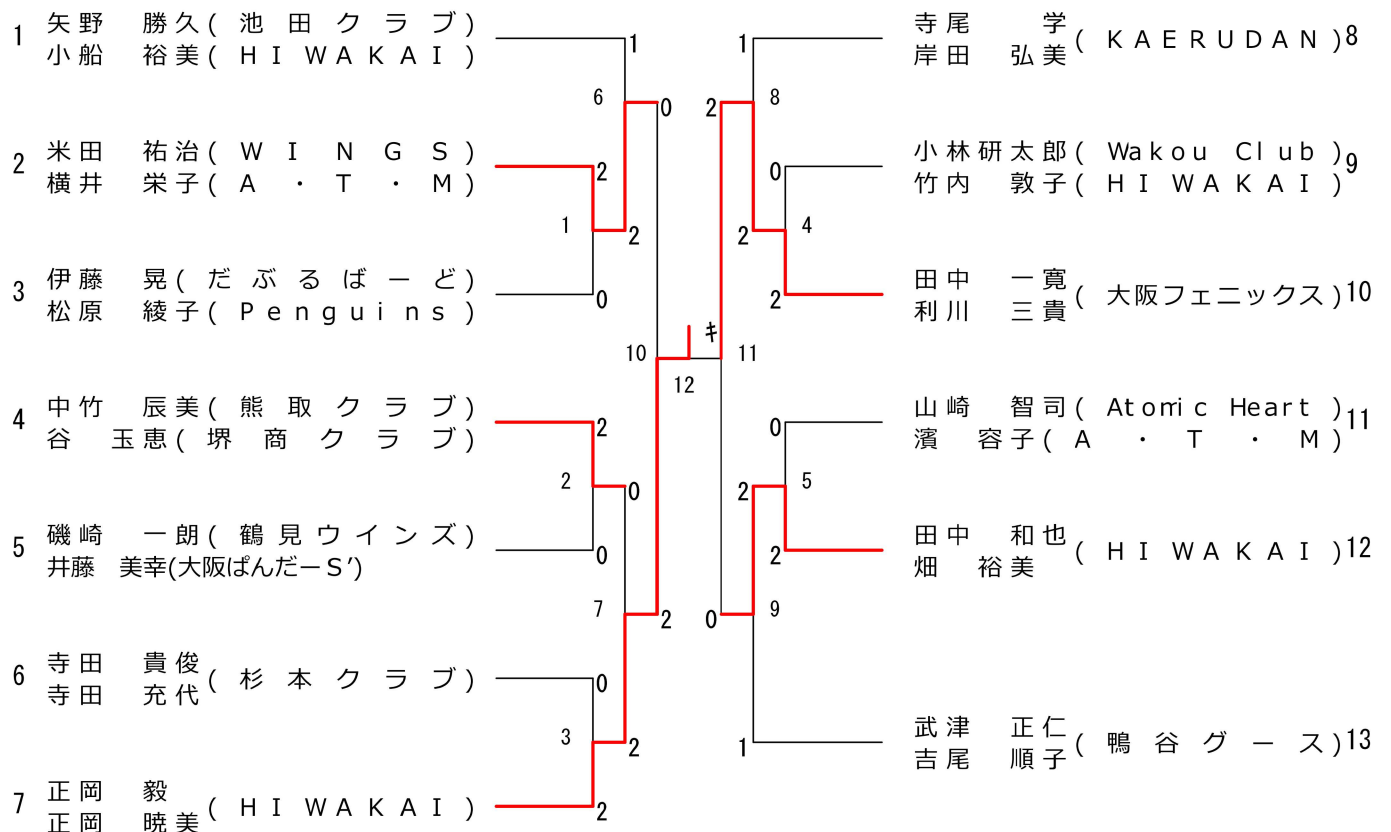 1 矢野 勝久(池田クラブ)
小船 裕美(HIWAKAI)
2 米田 祐治(WINGS)
横井 栄子(A・T・M)
3 伊藤 晃(だぶるばーど)
松原 綾子(Penguins)
4 中竹 辰美(熊取クラブ)
谷 玉恵(堺商クラブ)
5 磯崎 一朗(鶴見ウインズ)
井藤 美幸(大阪ぱんだーS')
6 寺田 貴俊
寺田 充代
(杉本クラブ)
7 正岡 毅
正岡 暁美
(HIWAKAI)
1
6
0
2
1
2
0
10
2
2
0
0
7
2
0
3
2
2
12
キ
1
2
8
0
2
4
2
11
0
2
5
2
0
9
1
寺尾 学
岸田 弘美
(KAERUDAN)8
小林研太郎(Wakou Club)9
竹内 敦子(HIWAKAI)
田中 一寛
利川 三貴
(大阪フェニックス)10
山崎 智司(Atomic Heart)11
濱 容子(A・T・M)
田中 和也
畑 裕美
(HIWAKAI)12
武津 正仁
吉尾 順子
(鴨谷グース)13